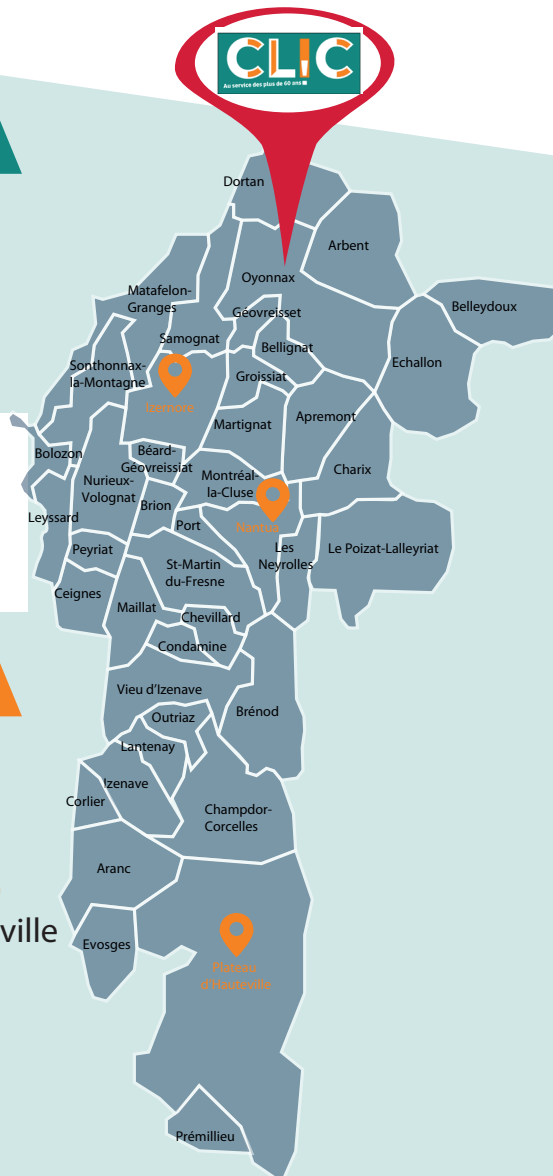 CLIC
Au service des plus de 60 ans
Dortan
Arbent
Oyonnax
Matafelon-
Granges
Belleydoux
Géovreisset
Samognat
Bellignat
Echallon
Sonthonnax-
la-Montagne
Groissiat
Izernore
Apremont
Martignat
Bolozon
Béard-
Géovreissiat
Charix
Montréal-
la-Cluse
Nurieux-
Volognat
Brion
Leyssard
Port
Nantua
Peyriat
Les
Neyrolles
Le Poizat-Lalleyriat
St-Martin
du-Fresne
Ceignes
Maillat
Chevillard
Condamine
Vieu d'Izenave
Brénod
Outriaz
Lantenay
Izenave
Corlier
Champdor-
Corcelles
Aranc
ville
Evosges
Plateau
d'Hauteville
Prémillieu